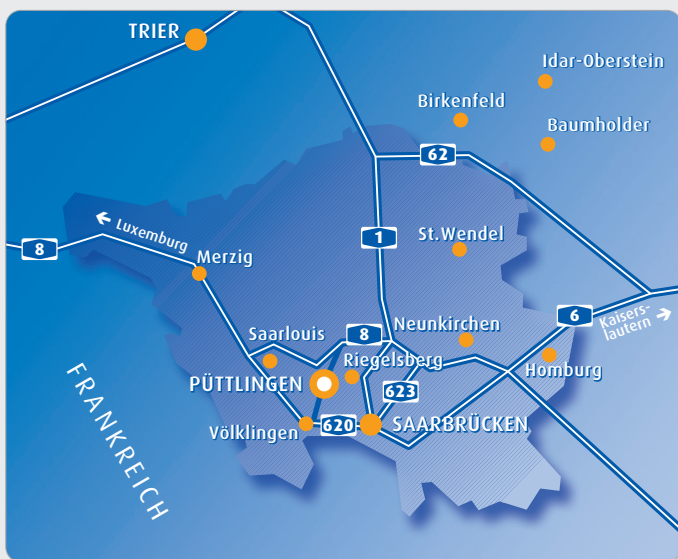 TRIER
Idar-Oberstein
Birkenfeld
Baumholder
62
← Luxemburg
8
1
St.Wendel
Merzig
6
Kaisers-
lautern →
8
Neunkirchen
Saarlouis
Riegelsberg
Homburg
PÜTTLINGEN
623
FRANKREICH
Völklingen
620
SAARBRÜCKEN